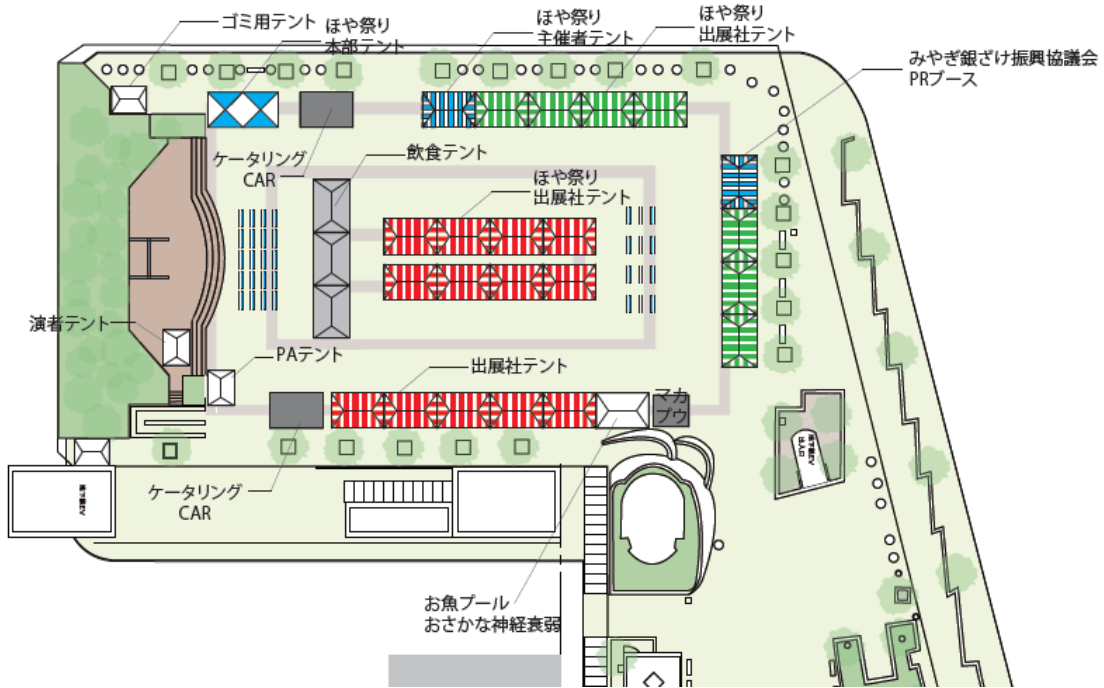 ゴミ用テント
ほや祭り
本部テント
ほや祭り
主催者テント
ほや祭り
出展社テント
みやぎ銀ざけ振興協議会
PRブース
ケータリング
CAR
飲食テント
ほや祭り
出展社テント
演者テント
PAテント
出展社テント
マカ
プウ
ケータリング
CAR
お魚プール
おさかな神経衰弱